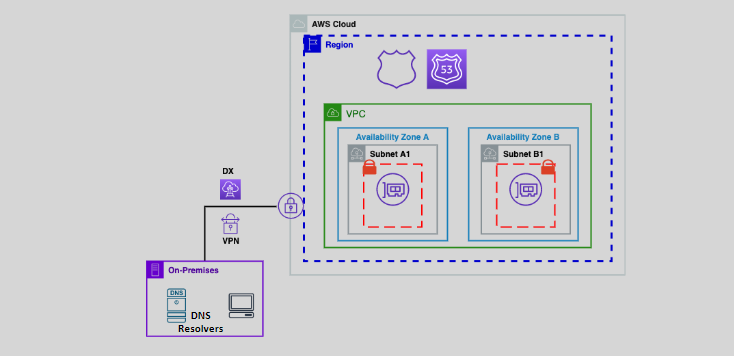 AWS Cloud
Region
53
VPC
Availability Zone A
Availability Zone B
Subnet A1
Subnet B1
DX
VPN
On-Premises
DNS
DNS
Resolvers